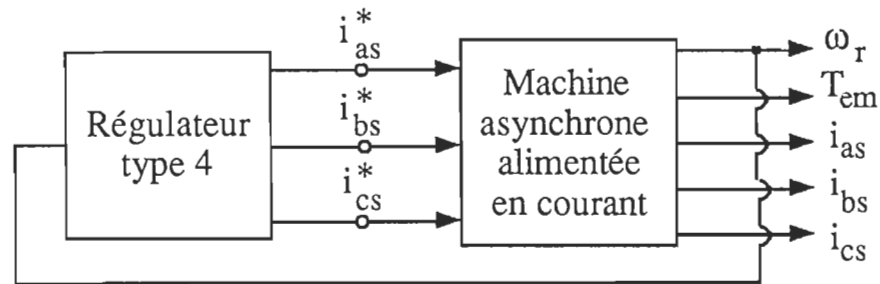 Régulateur
type 4
i*as
i*bs
i*cs
Machine
asynchrone
alimentée
en courant
ωr
Tem
ias
ibs
ics